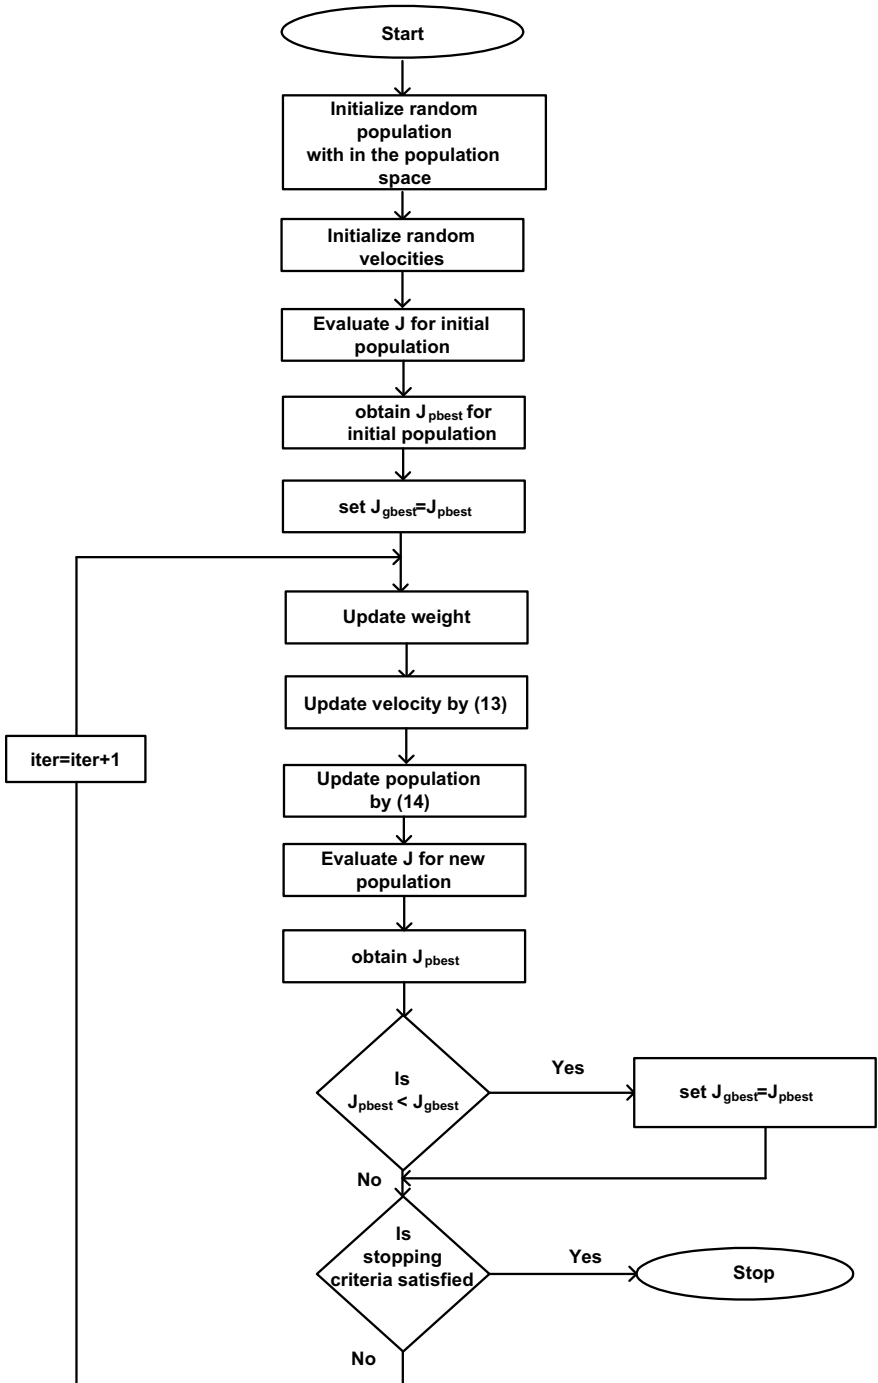 Start
Initialize random
population
with in the population
space
Initialize random
velocities
Evaluate J for initial
population
obtain Jpbest for
initial population
set Jgbest=Jpbest
Update weight
Update velocity by (13)
iter=iter+1
Update population
by (14)
Evaluate J for new
population
obtain Jpbest
Is
Jpbest < Jgbest
Yes
set Jgbest=Jpbest
No
Is
stopping
criteria satisfied
Yes
Stop
No